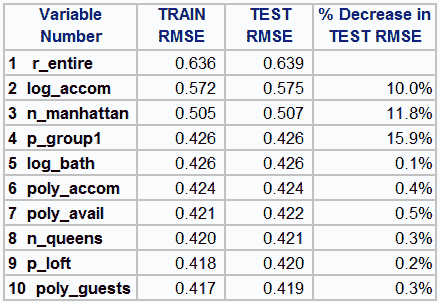 Variable Number TRAIN RMSE TEST RMSE % Decrease in TEST RMSE
1 r_entire 0.636 0.639
2 log_accom 0.572 0.575 10.0%
3 n_manhattan 0.505 0.507 11.8%
4 p_group1 0.426 0.426 15.9%
5 log_bath 0.426 0.426 0.1%
6 poly_accom 0.424 0.424 0.4%
7 poly_avail 0.421 0.422 0.5%
8 n_queens 0.420 0.421 0.3%
9 p_loft 0.418 0.420 0.2%
10 poly_guests 0.417 0.419 0.3%